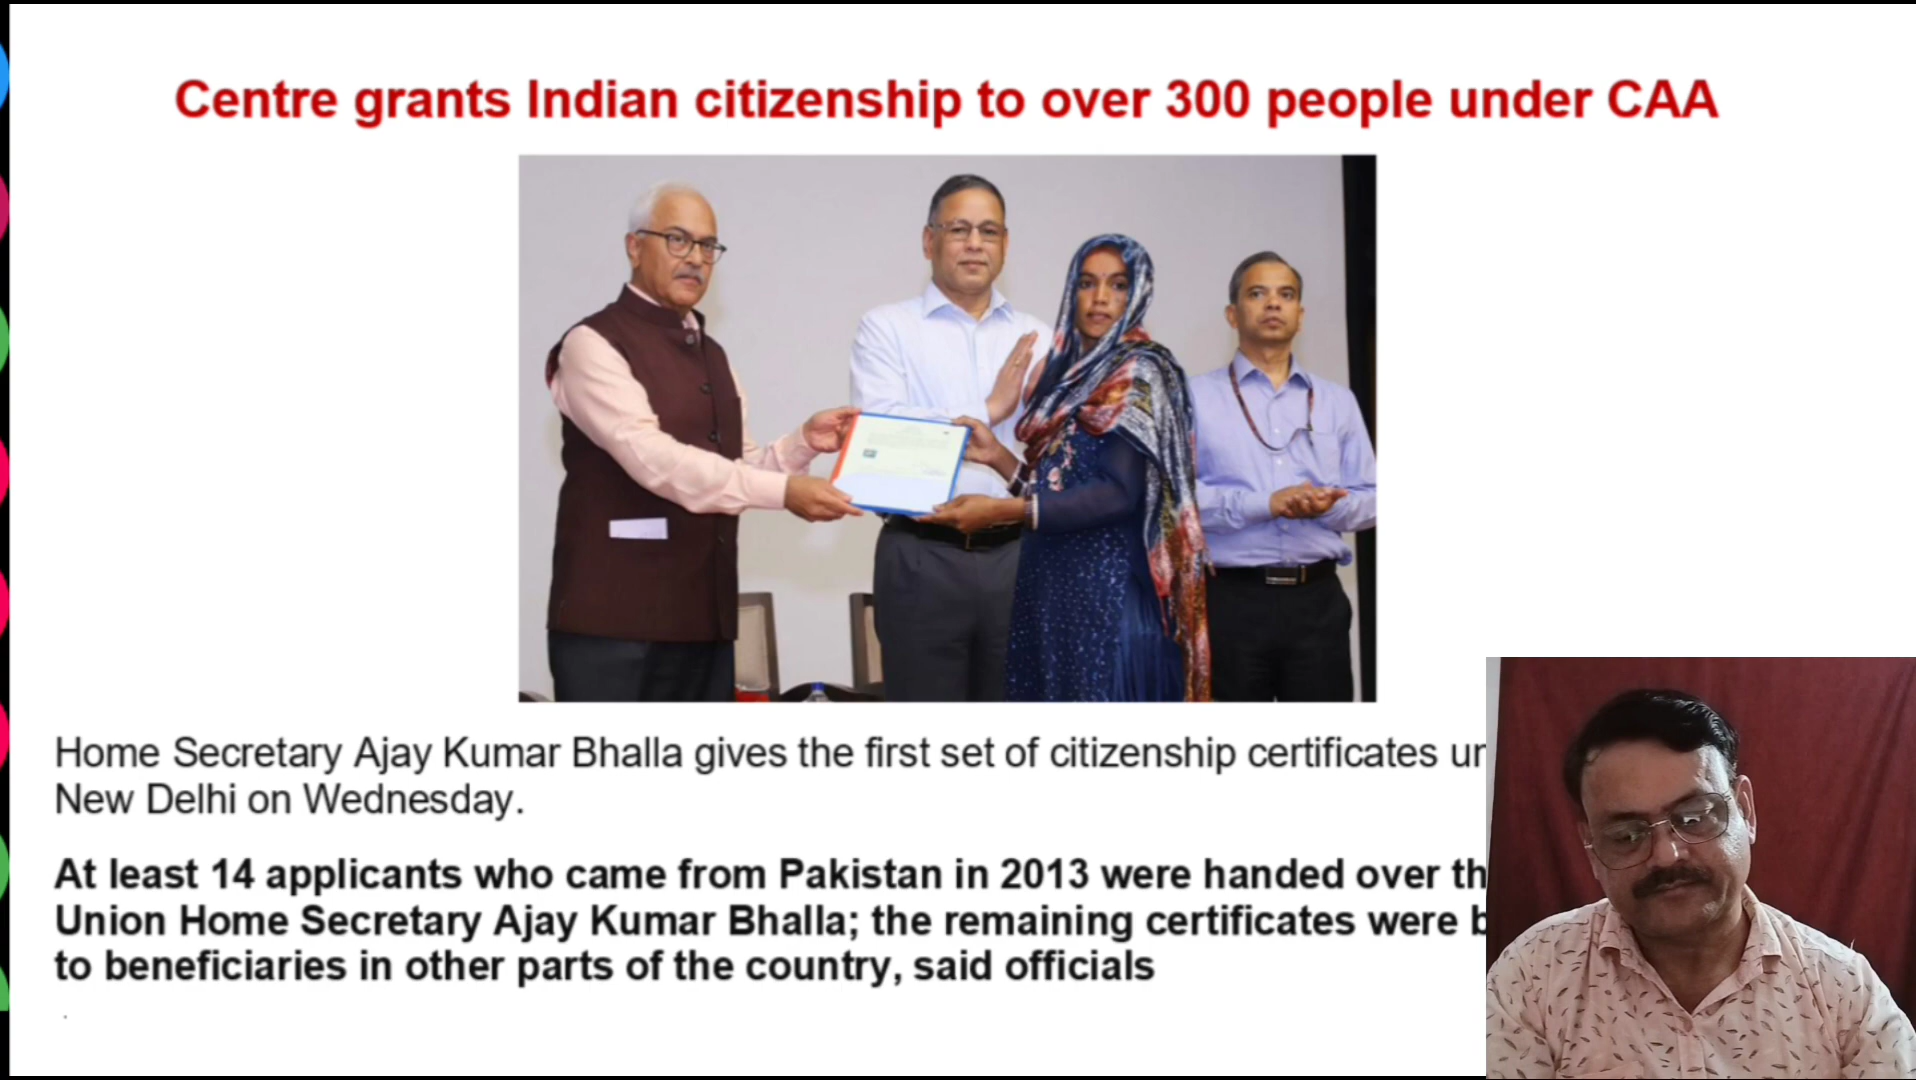 Centre grants Indian citizenship to over 300 people under CAA
Home Secretary Ajay Kumar Bhalla gives the first set of citizenship certificates
New Delhi on Wednesday.
At least 14 applicants who came from Pakistan in 2013 were handed over
Union Home Secretary Ajay Kumar Bhalla; the remaining certificates were
to beneficiaries in other parts of the country, said officials